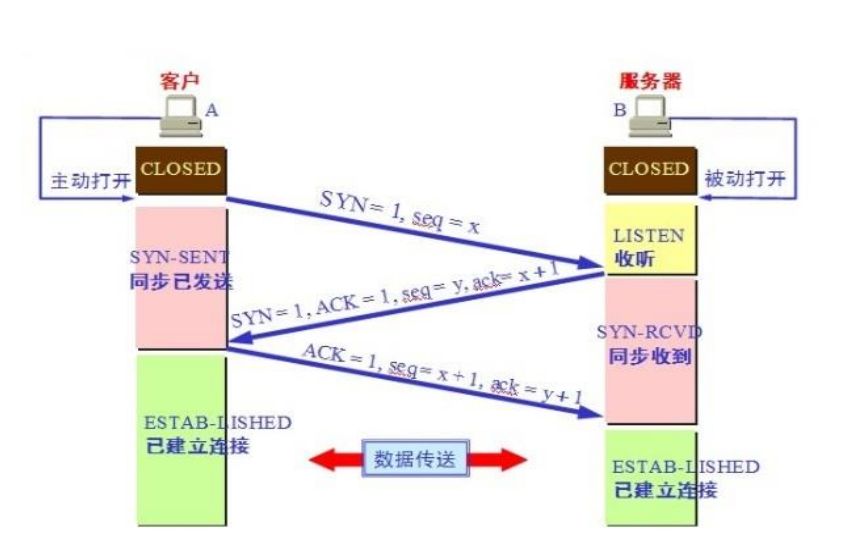 客户
服务器
A
B
CLOSED
CLOSED
主动打开
被动打开
SYN = 1, seq = x
LISTEN
收听
SYN-SENT
同步已发送
SYN = 1, ACK = 1, seq = y, ack= x + 1
SYN-RCVD
同步收到
ACK = 1, seq= x + 1, ack = y + 1
ESTAB-LISHED
已建立连接
数据传送
ESTAB-LISHED
已建立连接